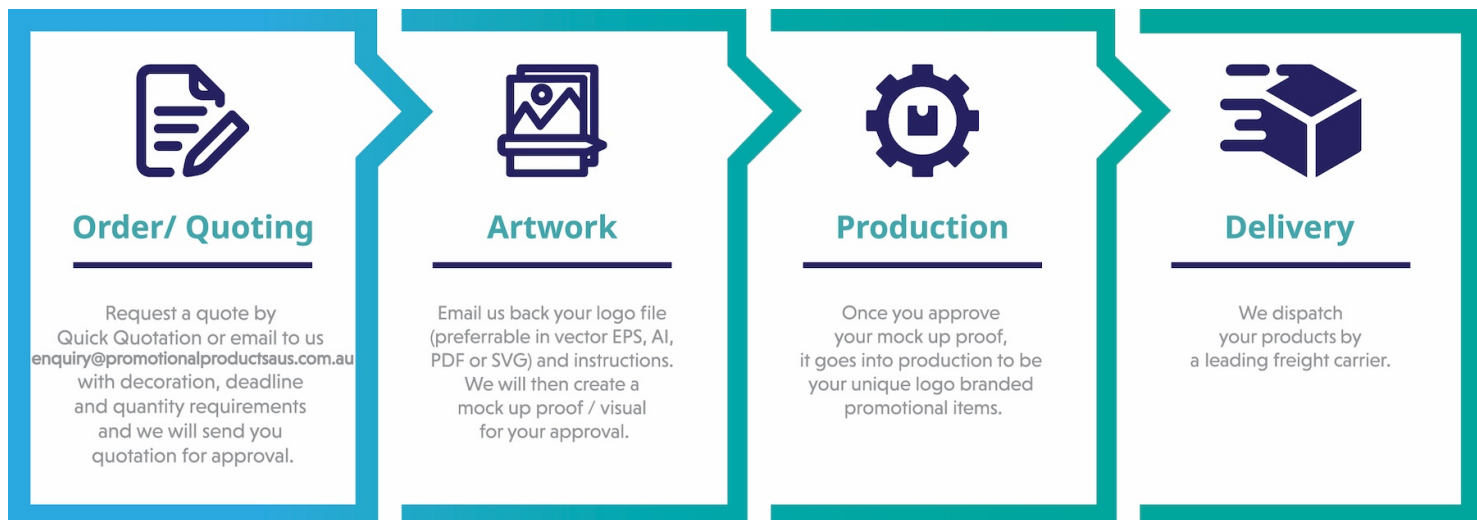 Order/ Quoting
Request a quote by
Quick Quotation or email to us
enquiry@promotionalproductsaus.com.au
with decoration, deadline
and quantity requirements
and we will send you
quotation for approval.
Artwork
Email us back your logo file
(preferrable in vector EPS, AI,
PDF or SVG) and instructions.
We will then create a
mock up proof / visual
for your approval.
Production
Once you approve
your mock up proof,
it goes into production to be
your unique logo branded
promotional items.
Delivery
We dispatch
your products by
a leading freight carrier.